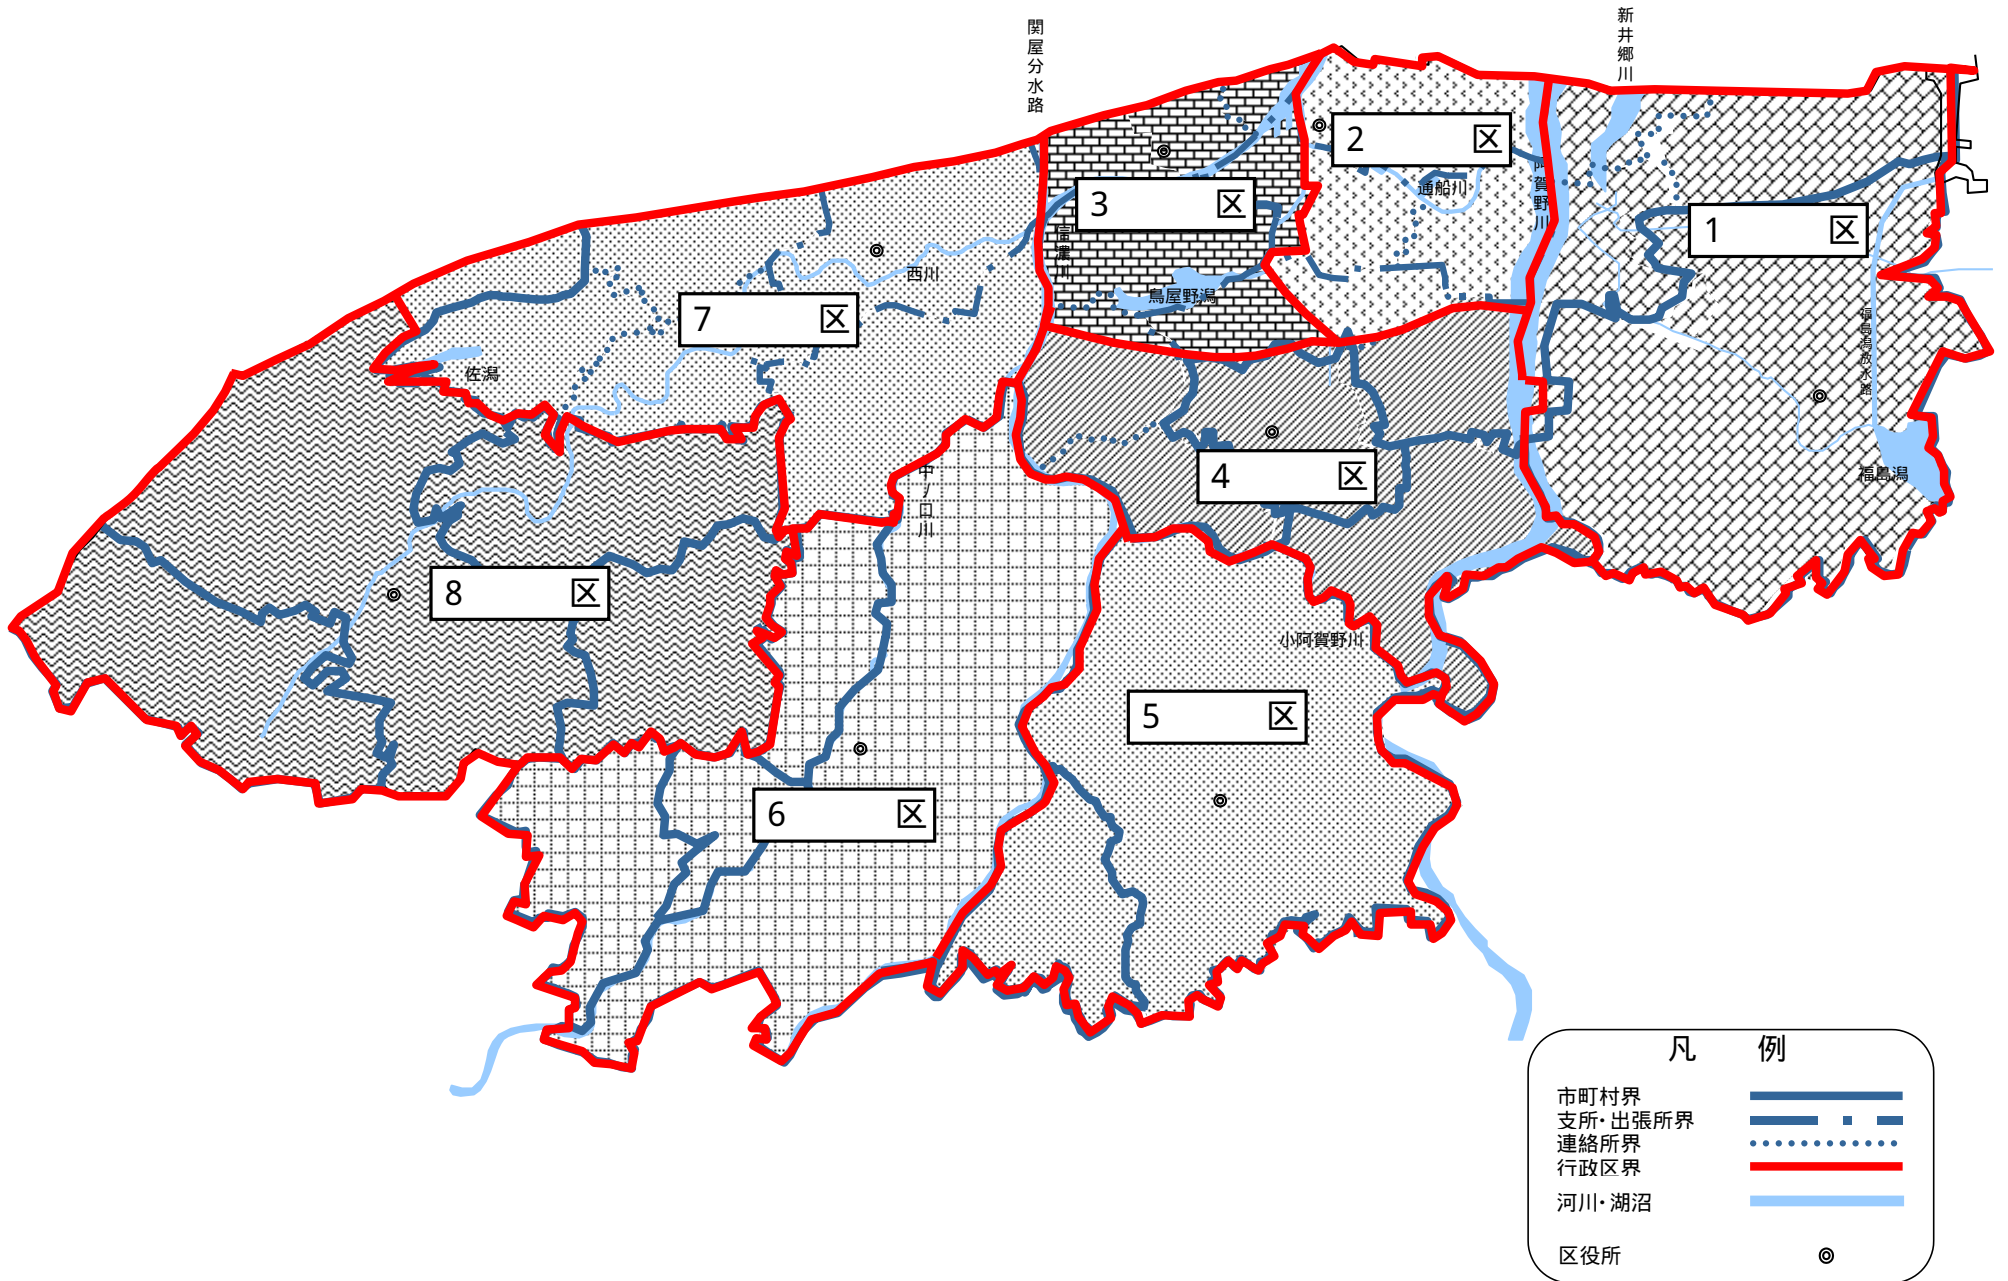 関屋分水路
新井郷川
2 区
通船川
阿賀野川
3 区
信濃川
1 区
西川
鳥屋野潟
7 区
福島潟放水路
佐潟
4 区
中ノ口川
福島潟
8 区
小阿賀野川
5 区
6 区
凡 例
市町村界
支所・出張所界
連絡所界
行政区界
河川・湖沼
区役所